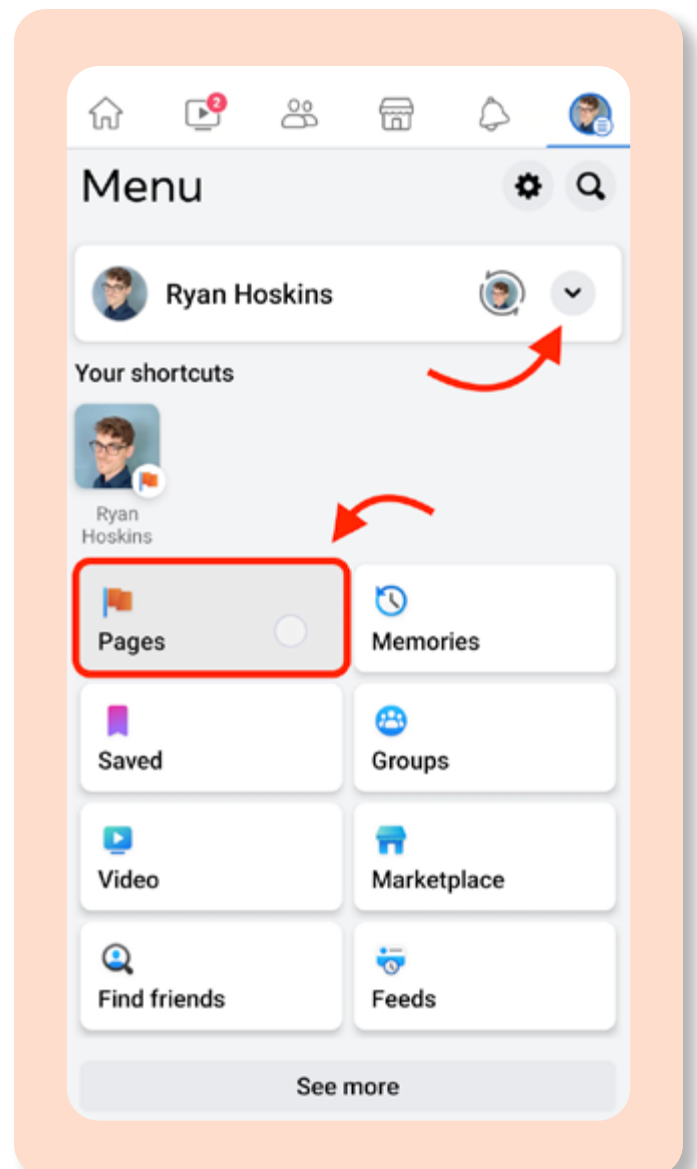 2
Menu
Ryan Hoskins
Your shortcuts
Ryan
Hoskins
Pages
Memories
Saved
Groups
Video
Marketplace
Find friends
Feeds
See more